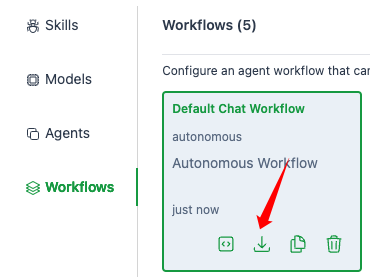 Skills
Models
Agents
Workflows
Workflows (5)
Configure an agent workflow that can
Default Chat Workflow
autonomous
Autonomous Workflow
just now